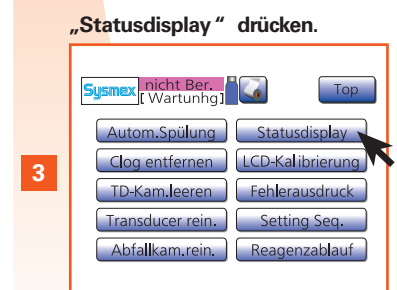 „Statusdisplay “ drücken.
3
Sysmex nicht Ber.
[ Wartunhg]
Top
Autom.Spülung Statusdisplay
Clog entfernen LCD-Kalibrierung
TD-Kam.leeren Fehlerausdruck
Transducer rein. Setting Seq.
Abfallkam.rein. Reagenzablauf